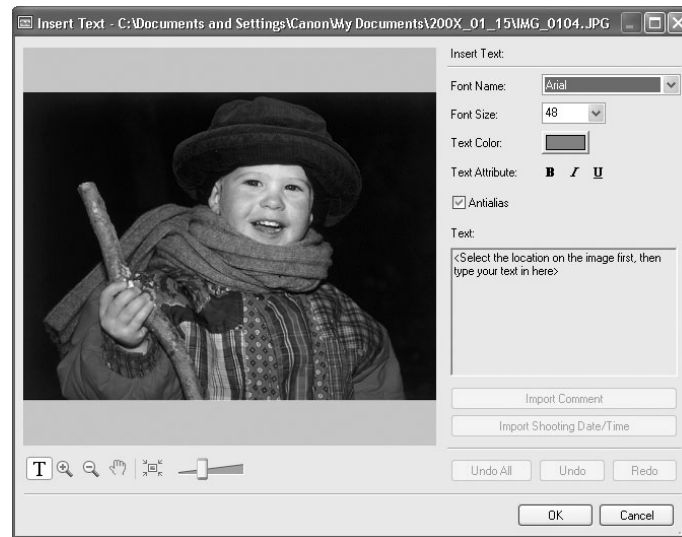 Insert Text - C:\Documents and Settings\Canon\My Documents\200X_01_15\IMG_0104.JPG
Insert Text:
Font Name: Arial
Font Size: 48
Text Color:
Text Attribute: B I U
Antialias
Text:
<Select the location on the image first, then
type your text in here>
Import Comment
Import Shooting Date/Time
T
Undo All Undo Redo
OK Cancel